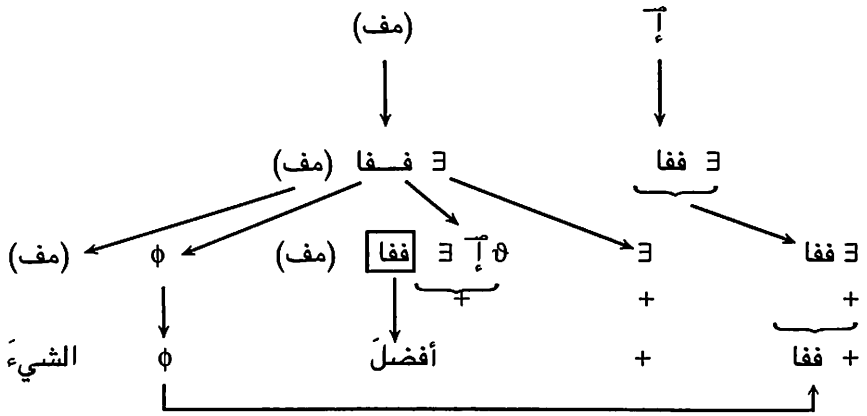 إِّ (مف)
∃ ففا ∃ فـفا (مف)
∃ ففا ∃ ϑ إِّ ∃ ففا (مف) ϕ (مف)
+ + +
+ ففا + أفضلَ ϕ الشيءَ